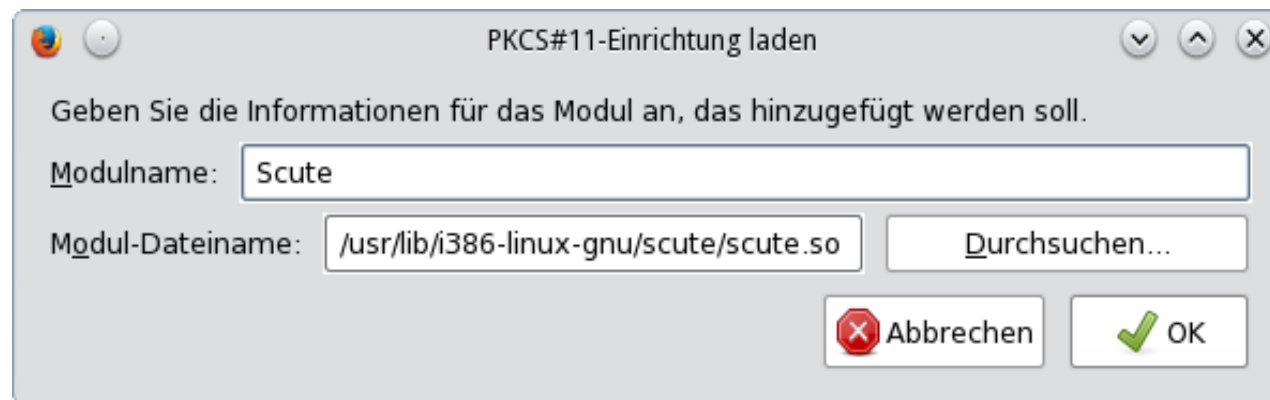 PKCS#11-Einrichtung laden
Geben Sie die Informationen für das Modul an, das hinzugefügt werden soll.
Modulname: Scute
Modul-Dateiname: /usr/lib/i386-linux-gnu/scute/scute.so Durchsuchen...
Abbrechen OK